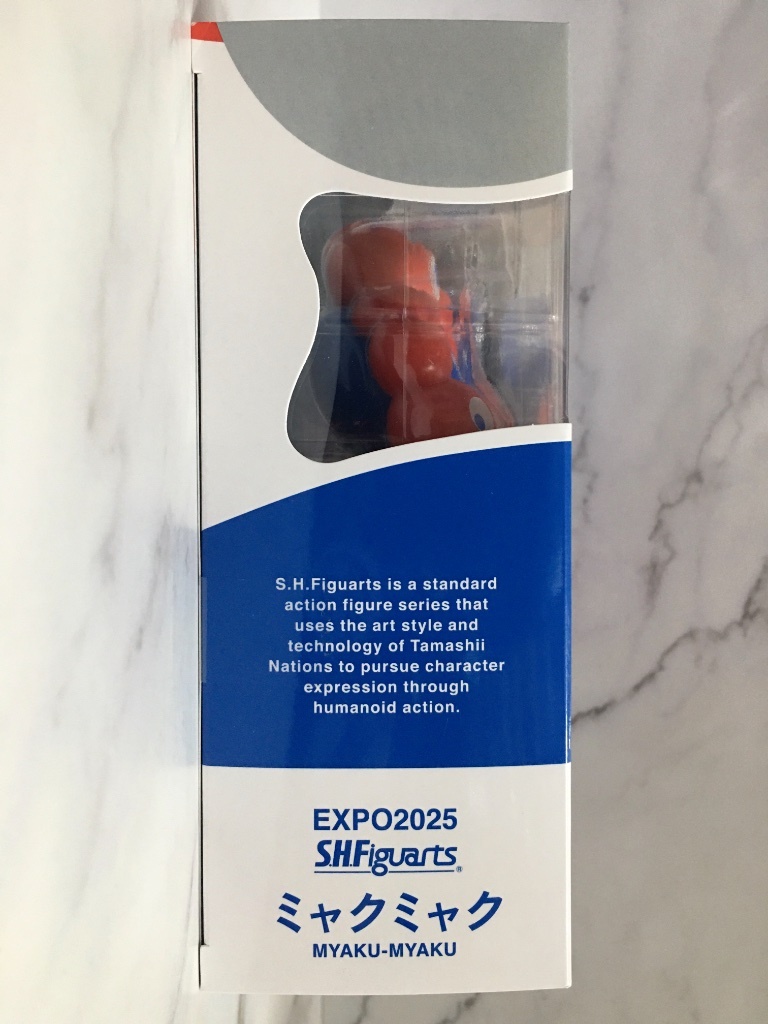 S.H.Figuarts is a standard
action figure series that
uses the art style and
technology of Tamashii
Nations to pursue character
expression through
humanoid action.
EXPO2025
S.H.Figuarts®
ミャクミャク
MYAKU-MYAKU